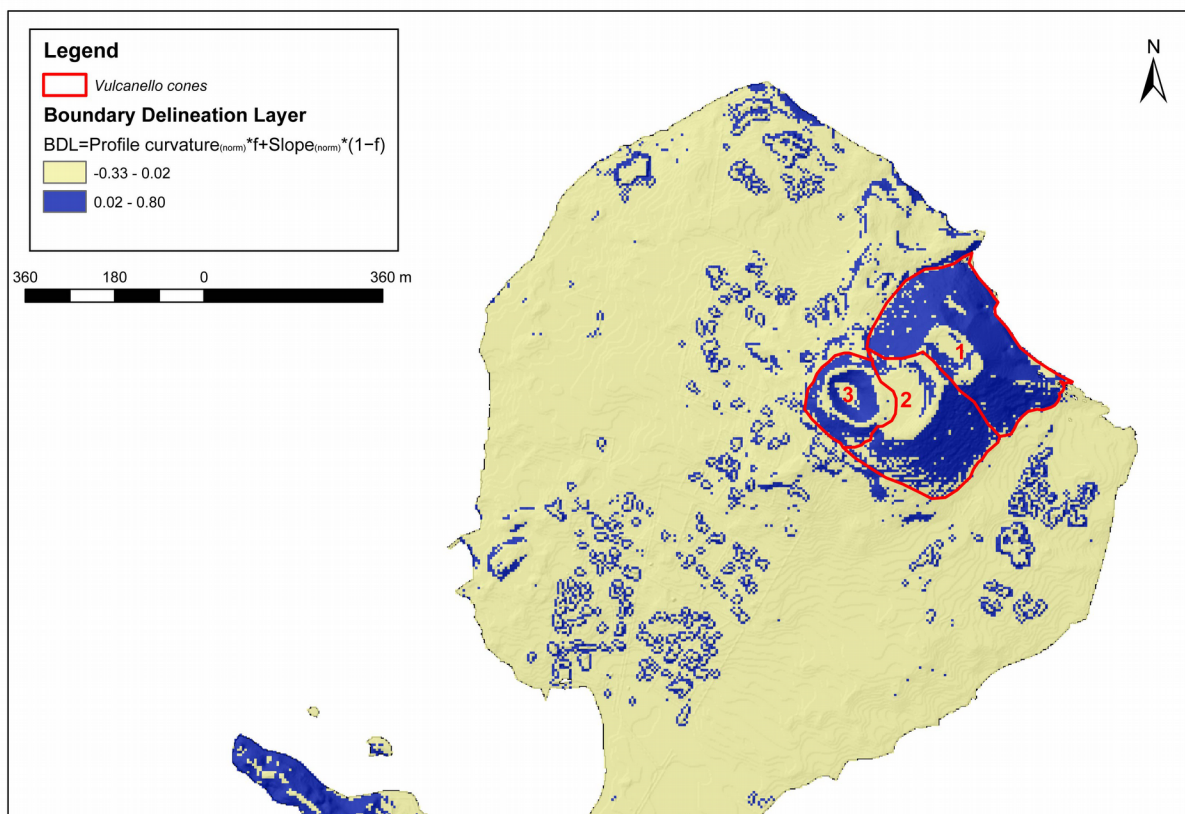 Legend
Vulcanello cones
Boundary Delineation Layer
BDL=Profile curvature(norm)*f+Slope(norm)*(1−f)
-0.33 - 0.02
0.02 - 0.80
360 180 0 360 m
N
1
2
3